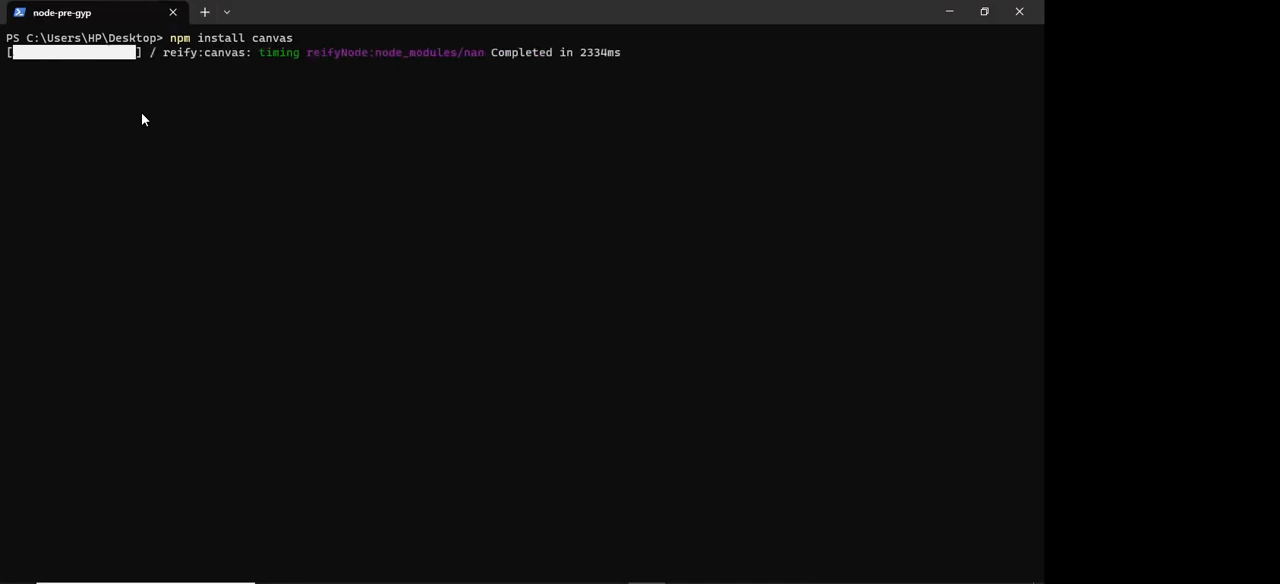 node-pre-gyp
PS C:\Users\HP\Desktop> npm install canvas
[                  ] / reify:canvas: timing reifyNode:node_modules/nan Completed in 2334ms